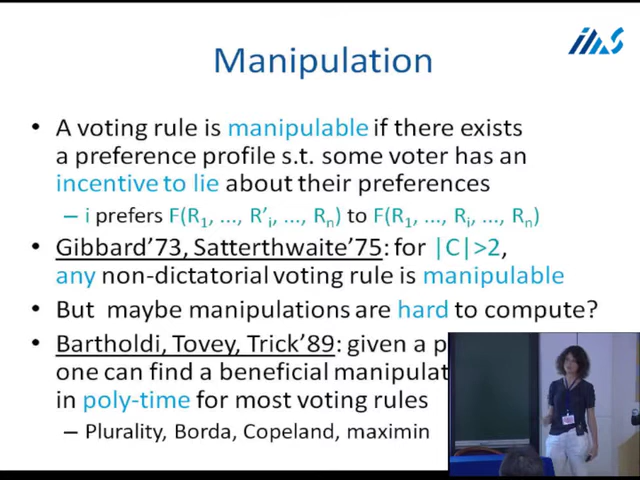 ims
Manipulation
• A voting rule is manipulable if there exists
a preference profile s.t. some voter has an
incentive to lie about their preferences
– i prefers F(R₁, ..., R'ᵢ, ..., Rₙ) to F(R₁, ..., Rᵢ, ..., Rₙ)
• Gibbard'73, Satterthwaite'75: for |C|>2,
any non-dictatorial voting rule is manipulable
• But maybe manipulations are hard to compute?
• Bartholdi, Tovey, Trick'89: given a p
one can find a beneficial manipulat
in poly-time for most voting rules
– Plurality, Borda, Copeland, maximin